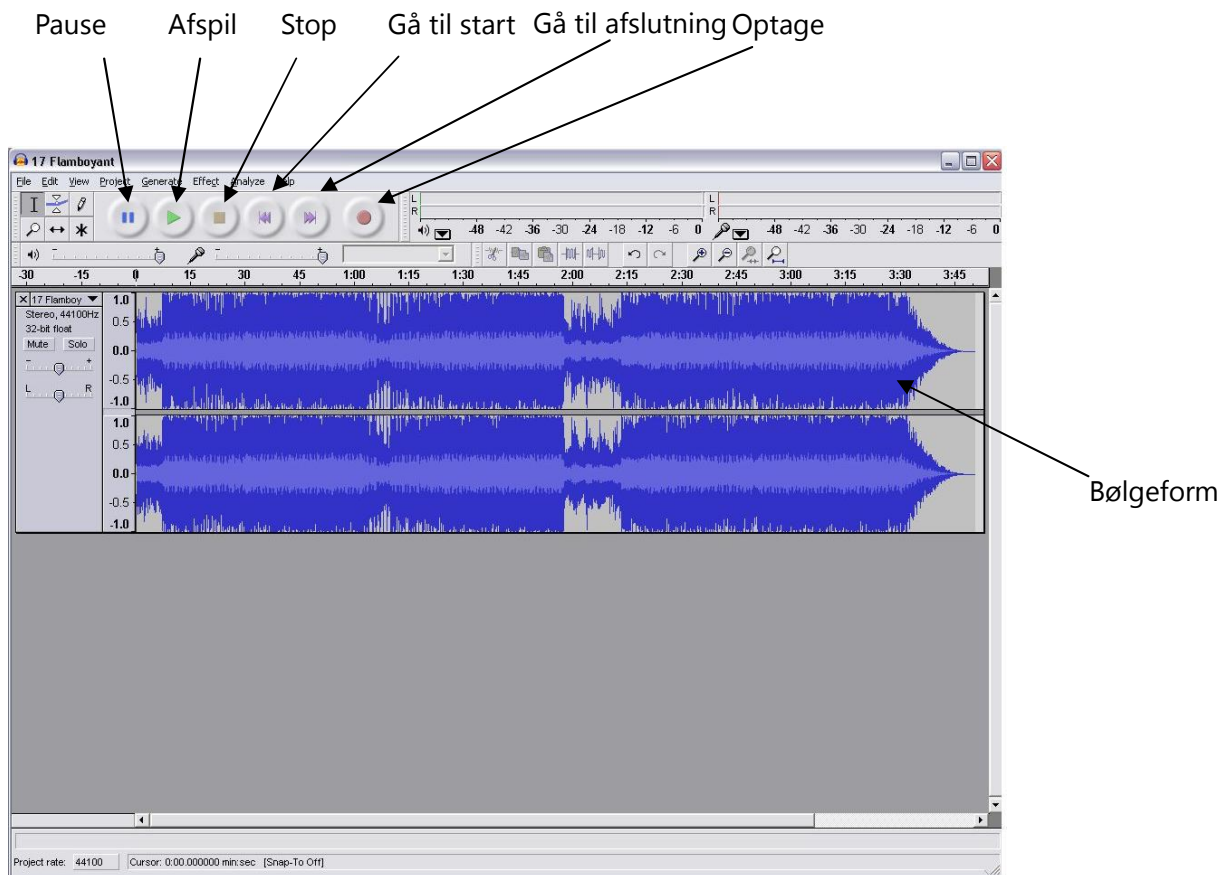 Pause Afspil Stop Gå til start Gå til afslutning Optage
17 Flamboyant
File Edit View Project Generate Effect Analyze
L
R
-48 -42 -36 -30 -24 -18 -12 -6 0
L
R
-48 -42 -36 -30 -24 -18 -12 -6 0
- +
- +
-30 -15 0 15 30 45 1:00 1:15 1:30 1:45 2:00 2:15 2:30 2:45 3:00 3:15 3:30 3:45
17 Flamboy
Stereo, 44100Hz
32-bit float
Mute Solo
- +
L R
1.0
0.5
0.0
-0.5
-1.0
1.0
0.5
0.0
-0.5
-1.0
Bølgeform
Project rate: 44100 Cursor: 0:00.000000 min:sec [Snap-To Off]